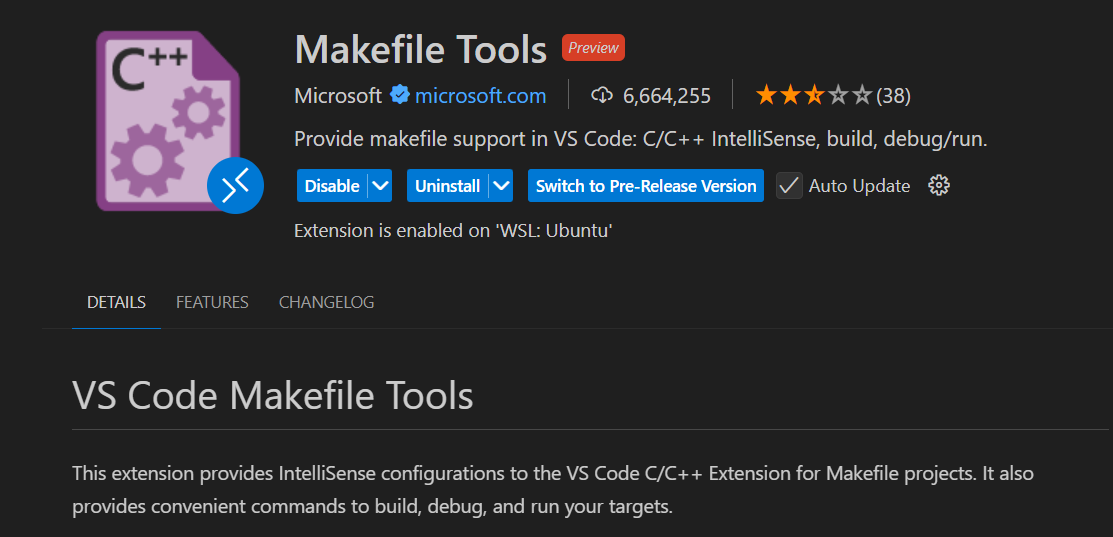 C++
Makefile Tools Preview
Microsoft microsoft.com 6,664,255 (38)
Provide makefile support in VS Code: C/C++ IntelliSense, build, debug/run.
Disable Uninstall Switch to Pre-Release Version Auto Update
Extension is enabled on 'WSL: Ubuntu'
DETAILS FEATURES CHANGELOG
VS Code Makefile Tools
This extension provides IntelliSense configurations to the VS Code C/C++ Extension for Makefile projects. It also
provides convenient commands to build, debug, and run your targets.